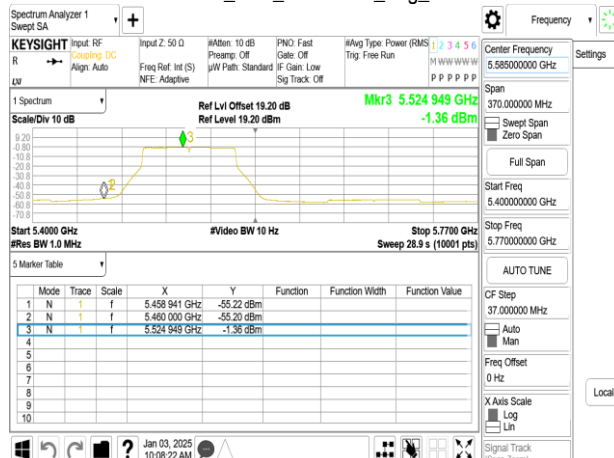 Spectrum Analyzer 1
Swept SA
Frequency
Settings
KEYSIGHT
R
Input: RF
Coupling: DC
Align: Auto
Input Z: 50 Ω
Freq Ref: Int (S)
NFE: Adaptive
#Atten: 10 dB
Preamp: Off
µW Path: Standard
PNO: Fast
Gate: Off
IF Gain: Low
Sig Track: Off
#Avg Type: Power (RMS
Trig: Free Run
1 2 3 4 5 6
M W W W W W
P P P P P P
1 Spectrum
Scale/Div 10 dB
Ref Lvl Offset 19.20 dB
Ref Level 19.20 dBm
Mkr3 5.524 949 GHz
-1.36 dBm
9.20
-0.80
-10.8
-20.8
-30.8
-40.8
-50.8
-60.8
-70.8
3
2
Start 5.4000 GHz
#Video BW 10 Hz
Stop 5.7700 GHz
#Res BW 1.0 MHz
Sweep 28.9 s (10001 pts)
5 Marker Table
Mode Trace Scale X Y Function Function Width Function Value
1 N 1 f 5.458 941 GHz -55.22 dBm
2 N 1 f 5.460 000 GHz -55.20 dBm
3 N 1 f 5.524 949 GHz -1.36 dBm
4
5
6
7
8
9
10
Jan 03, 2025
10:08:22 AM
Center Frequency
5.585000000 GHz
Span
370.000000 MHz
Swept Span
Zero Span
Full Span
Start Freq
5.400000000 GHz
Stop Freq
5.770000000 GHz
AUTO TUNE
CF Step
37.000000 MHz
Auto
Man
Freq Offset
0 Hz
X Axis Scale
Log
Lin
Signal Track
Local